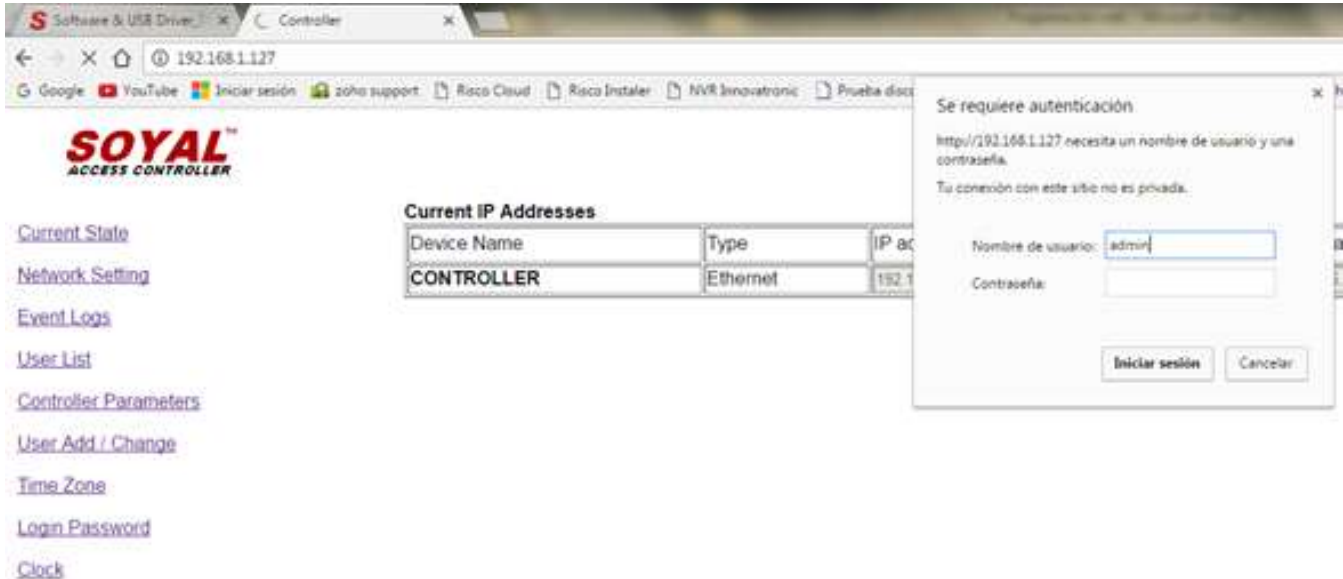 Software & USB Driver
Controller
192.168.1.127
Google YouTube Iniciar sesión zoho support Risco Cloud Risco Instaler NVR Innovatronic Prueba
SOYAL™
ACCESS CONTROLLER
Current State
Network Setting
Event Logs
User List
Controller Parameters
User Add / Change
Time Zone
Login Password
Clock
Current IP Addresses
Device Name Type IP
CONTROLLER Ethernet
Se requiere autenticación
http://192.168.1.127 necesita un nombre de usuario y una
contraseña.
Tu conexión con este sitio no es privada.
Nombre de usuario: admin
Contraseña:
Iniciar sesión Cancelar